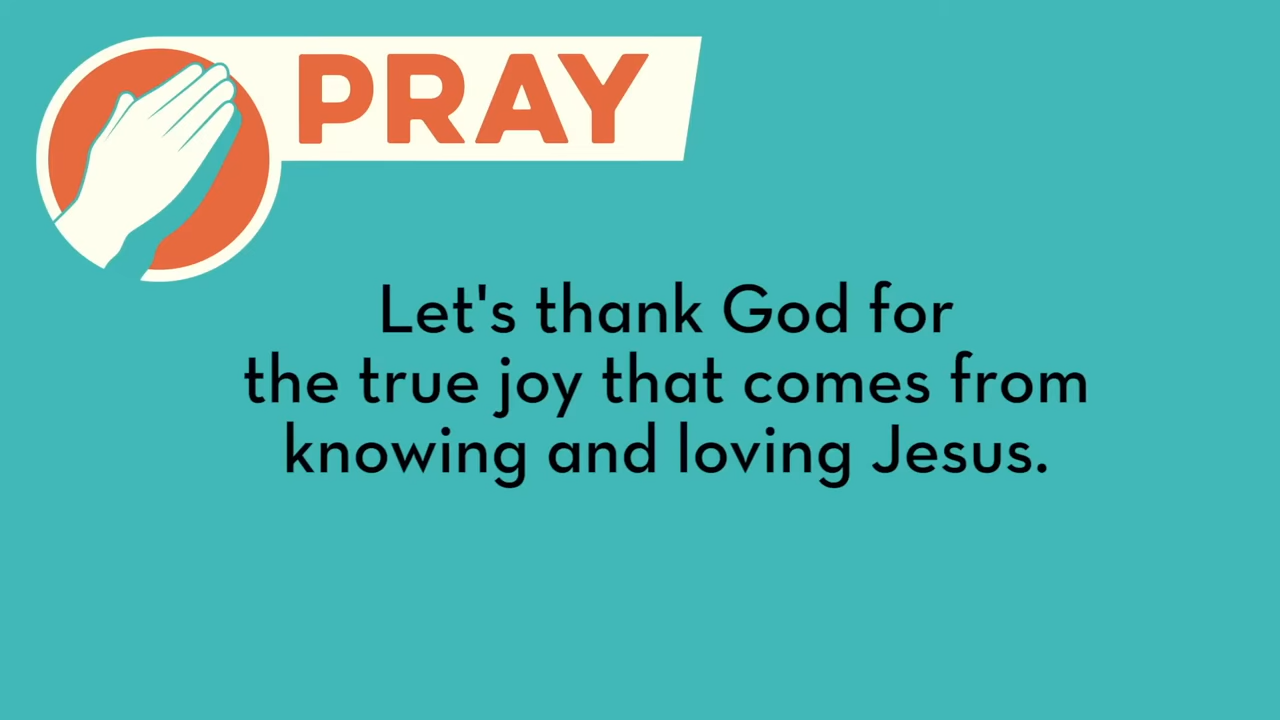 PRAY
Let's thank God for
the true joy that comes from
knowing and loving Jesus.